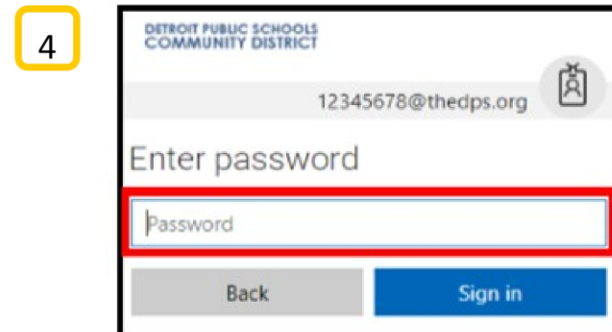 4
DETROIT PUBLIC SCHOOLS
COMMUNITY DISTRICT
12345678@thedps.org
Enter password
Password
Back
Sign in